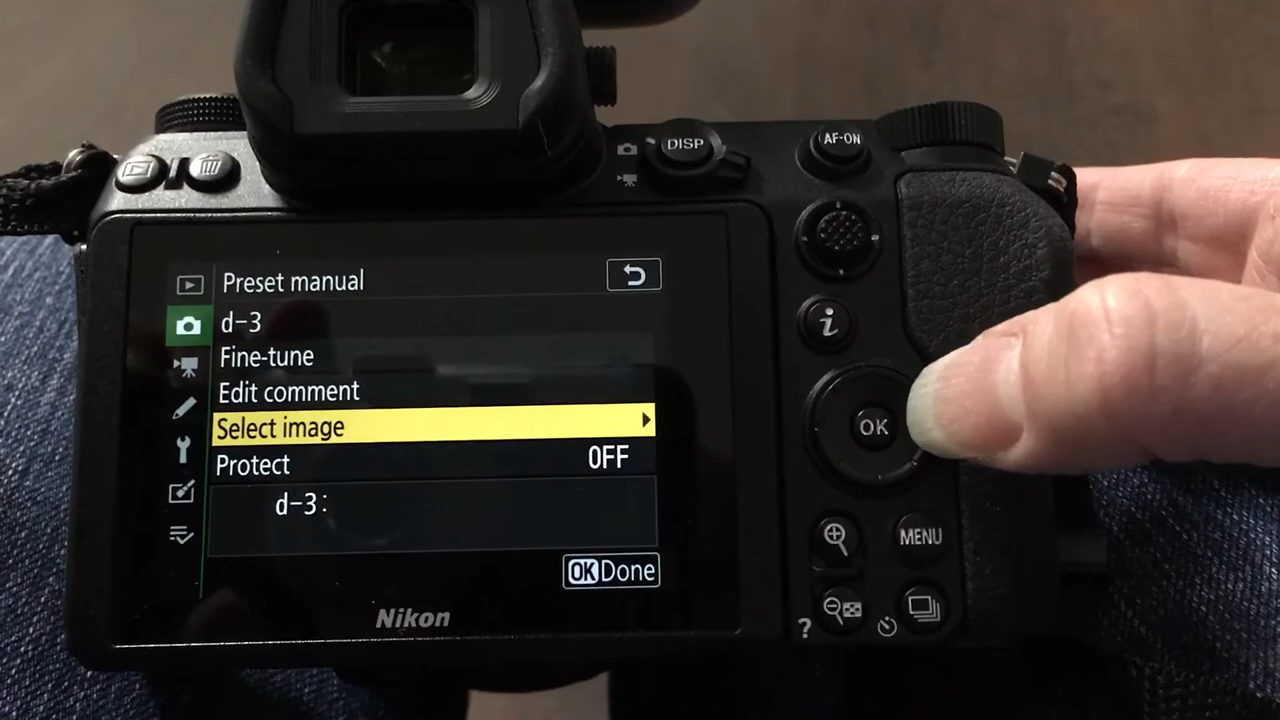 DISP
AF-ON
Preset manual
d-3
Fine-tune
Edit comment
Select image
Protect OFF
d-3:
OK Done
Nikon
i
OK
MENU
?